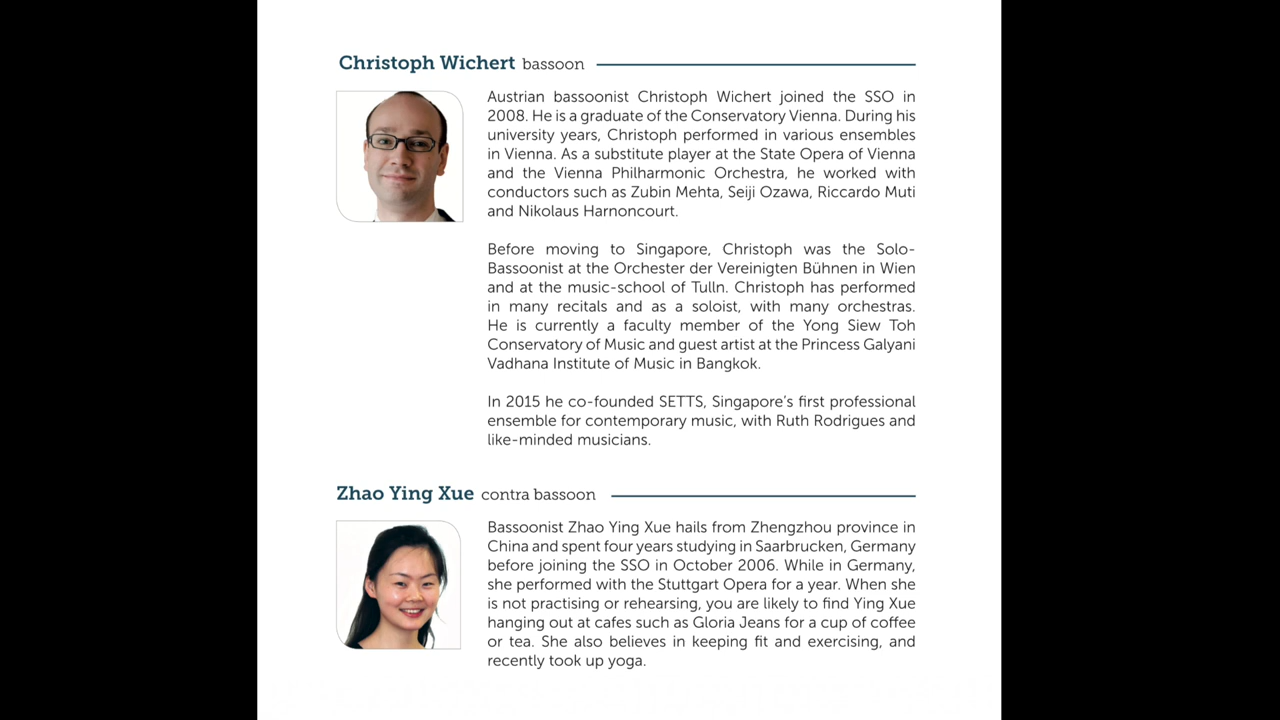 Christoph Wichert bassoon
Austrian bassoonist Christoph Wichert joined the SSO in
2008. He is a graduate of the Conservatory Vienna. During his
university years, Christoph performed in various ensembles
in Vienna. As a substitute player at the State Opera of Vienna
and the Vienna Philharmonic Orchestra, he worked with
conductors such as Zubin Mehta, Seiji Ozawa, Riccardo Muti
and Nikolaus Harnoncourt.
Before moving to Singapore, Christoph was the Solo-
Bassoonist at the Orchester der Vereinigten Bühnen in Wien
and at the music-school of Tulln. Christoph has performed
in many recitals and as a soloist, with many orchestras.
He is currently a faculty member of the Yong Siew Toh
Conservatory of Music and guest artist at the Princess Galyani
Vadhana Institute of Music in Bangkok.
In 2015 he co-founded SETTS, Singapore's first professional
ensemble for contemporary music, with Ruth Rodrigues and
like-minded musicians.
Zhao Ying Xue contra bassoon
Bassoonist Zhao Ying Xue hails from Zhengzhou province in
China and spent four years studying in Saarbrucken, Germany
before joining the SSO in October 2006. While in Germany,
she performed with the Stuttgart Opera for a year. When she
is not practising or rehearsing, you are likely to find Ying Xue
hanging out at cafes such as Gloria Jeans for a cup of coffee
or tea. She also believes in keeping fit and exercising, and
recently took up yoga.